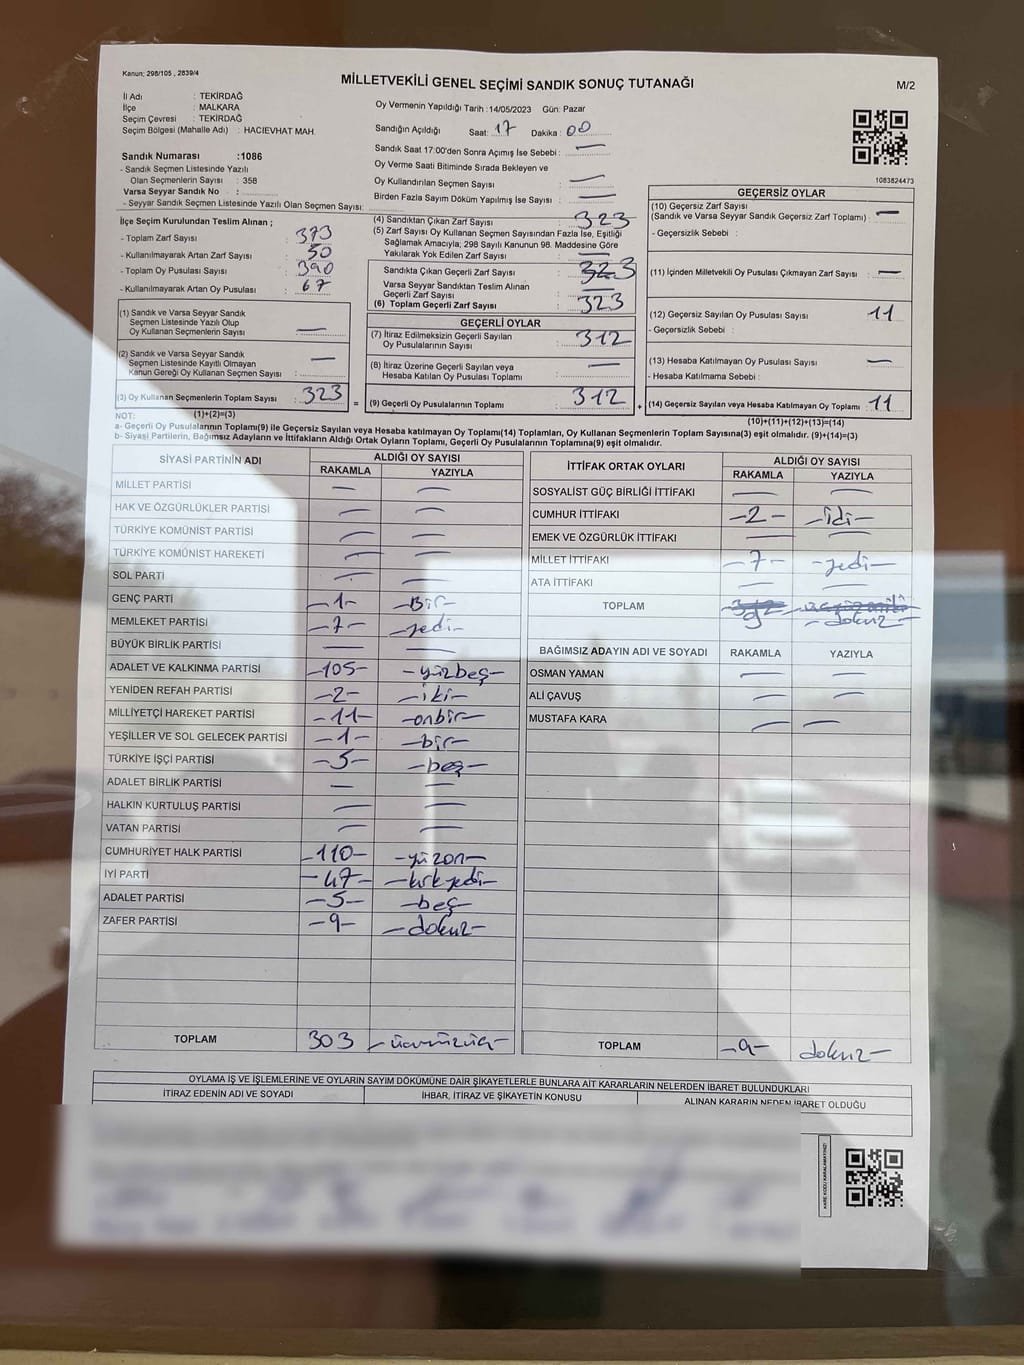 Kanun; 298/105 , 2839/4
MİLLETVEKİLİ GENEL SEÇİMİ SANDIK SONUÇ TUTANAĞI
M/2
İl Adı : TEKİRDAĞ
İlçe : MALKARA
Seçim Çevresi : TEKİRDAĞ
Seçim Bölgesi (Mahalle Adı) : HACIEVHAT MAH.
Oy Vermenin Yapıldığı Tarih :14/05/2023 Gün: Pazar
Sandığın Açıldığı Saat: 17 Dakika : 00
Sandık Saat 17:00'den Sonra Açımış İse Sebebi : —
Oy Verme Saati Bitiminde Sırada Bekleyen ve
Oy Kullandırılan Seçmen Sayısı : —
Birden Fazla Sayım Döküm Yapılmış İse Sayısı : —
1083824473
Sandık Numarası :1086
- Sandık Seçmen Listesinde Yazılı
Olan Seçmenlerin Sayısı : 358
Varsa Seyyar Sandık No :
- Seyyar Sandık Seçmen Listesinde Yazılı Olan Seçmen Sayısı:
İlçe Seçim Kurulundan Teslim Alınan ;
- Toplam Zarf Sayısı : 373
- Kullanılmayarak Artan Zarf Sayısı : 50
- Toplam Oy Pusulası Sayısı : 390
- Kullanılmayarak Artan Oy Pusulası : 67
(1) Sandık ve Varsa Seyyar Sandık
Seçmen Listesinde Yazılı Olup
Oy Kullanan Seçmenlerin Sayısı : —
(2) Sandık ve Varsa Seyyar Sandık
Seçmen Listesinde Kayıtlı Olmayan
Kanun Gereği Oy Kullanan Seçmen Sayısı : —
(3) Oy Kullanan Seçmenlerin Toplam Sayısı : 323
(1)+(2)=(3)
(4) Sandıktan Çıkan Zarf Sayısı : 323
(5) Zarf Sayısı Oy Kullanan Seçmen Sayısından Fazla İse, Eşitliği
Sağlamak Amacıyla; 298 Sayılı Kanunun 98. Maddesine Göre
Yakılarak Yok Edilen Zarf Sayısı : —
Sandıkta Çıkan Geçerli Zarf Sayısı : 323
Varsa Seyyar Sandıktan Teslim Alınan
Geçerli Zarf Sayısı : —
(6) Toplam Geçerli Zarf Sayısı : 323
GEÇERLİ OYLAR
(7) İtiraz Edilmeksizin Geçerli Sayılan
Oy Pusulalarının Sayısı : 312
(8) İtiraz Üzerine Geçerli Sayılan veya
Hesaba Katılan Oy Pusulası Toplamı : —
= (9) Geçerli Oy Pusulalarının Toplamı : 312 +
GEÇERSİZ OYLAR
(10) Geçersiz Zarf Sayısı
(Sandık ve Varsa Seyyar Sandık Geçersiz Zarf Toplamı) : —
- Geçersizlik Sebebi :
(11) İçinden Milletvekili Oy Pusulası Çıkmayan Zarf Sayısı : —
(12) Geçersiz Sayılan Oy Pusulası Sayısı : 11
- Geçersizlik Sebebi :
(13) Hesaba Katılmayan Oy Pusulası Sayısı : —
- Hesaba Katılmama Sebebi :
(14) Geçersiz Sayılan veya Hesaba Katılmayan Oy Toplamı : 11
(10)+(11)+(12)+(13)=(14)
NOT:
a- Geçerli Oy Pusulalarının Toplamı(9) ile Geçersiz Sayılan veya Hesaba katılmayan Oy Toplamı(14) Toplamları, Oy Kullanan Seçmenlerin Toplam Sayısına(3) eşit olmalıdır. (9)+(14)=(3)
b- Siyasi Partilerin, Bağımsız Adayların ve İttifakların Aldığı Ortak Oyların Toplamı, Geçerli Oy Pusulalarının Toplamına(9) eşit olmalıdır.
SİYASİ PARTİNİN ADI ALDIĞI OY SAYISI
RAKAMLA YAZIYLA
MİLLET PARTİSİ — —
HAK VE ÖZGÜRLÜKLER PARTİSİ — —
TÜRKİYE KOMÜNİST PARTİSİ — —
TÜRKİYE KOMÜNİST HAREKETİ — —
SOL PARTİ — —
GENÇ PARTİ -1- -Bir-
MEMLEKET PARTİSİ -7- -yedi-
BÜYÜK BİRLİK PARTİSİ — —
ADALET VE KALKINMA PARTİSİ -105- -yüzbeş-
YENİDEN REFAH PARTİSİ -2- -iki-
MİLLİYETÇİ HAREKET PARTİSİ -11- -onbir-
YEŞİLLER VE SOL GELECEK PARTİSİ -1- -bir-
TÜRKİYE İŞÇİ PARTİSİ -5- -beş-
ADALET BİRLİK PARTİSİ — —
HALKIN KURTULUŞ PARTİSİ — —
VATAN PARTİSİ — —
CUMHURİYET HALK PARTİSİ -110- -yüzon-
İYİ PARTİ -47- -kırkyedi-
ADALET PARTİSİ -5- -beş-
ZAFER PARTİSİ -9- -dokuz-
TOPLAM 303
İTTİFAK ORTAK OYLARI ALDIĞI OY SAYISI
RAKAMLA YAZIYLA
SOSYALİST GÜÇ BİRLİĞİ İTTİFAKI — —
CUMHUR İTTİFAKI -2- -iki-
EMEK VE ÖZGÜRLÜK İTTİFAKI — —
MİLLET İTTİFAKI -7- -yedi-
ATA İTTİFAKI — —
TOPLAM 9 -dokuz-
BAĞIMSIZ ADAYIN ADI VE SOYADI RAKAMLA YAZIYLA
OSMAN YAMAN — —
ALİ ÇAVUŞ — —
MUSTAFA KARA — —
TOPLAM -9- dokuz-
OYLAMA İŞ VE İŞLEMLERİNE VE OYLARIN SAYIM DÖKÜMÜNE DAİR ŞİKAYETLERLE BUNLARA AİT KARARLARIN NELERDEN İBARET BULUNDUKLARI
İTİRAZ EDENİN ADI VE SOYADI İHBAR, İTİRAZ VE ŞİKAYETİN KONUSU ALINAN KARARIN NEDEN İBARET OLDUĞU
KARE KODU KARALAMAYINIZ!